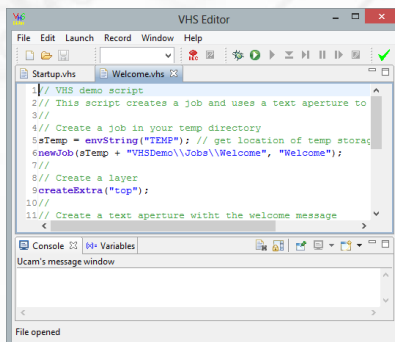 VHS Editor
File Edit Launch Record Window Help
Startup.vhs Welcome.vhs
1// VHS demo script
2// This script creates a job and uses a text aperture to
3//
4// Create a job in your temp directory
5sTemp = envString("TEMP"); // get location of temp storag
6newJob(sTemp + "VHSDemo\\Jobs\\Welcome", "Welcome");
7//
8// Create a layer
9createExtra("top");
10//
11// Create a text aperture witht the welcome message
Console Variables
Ucam's message window
File opened